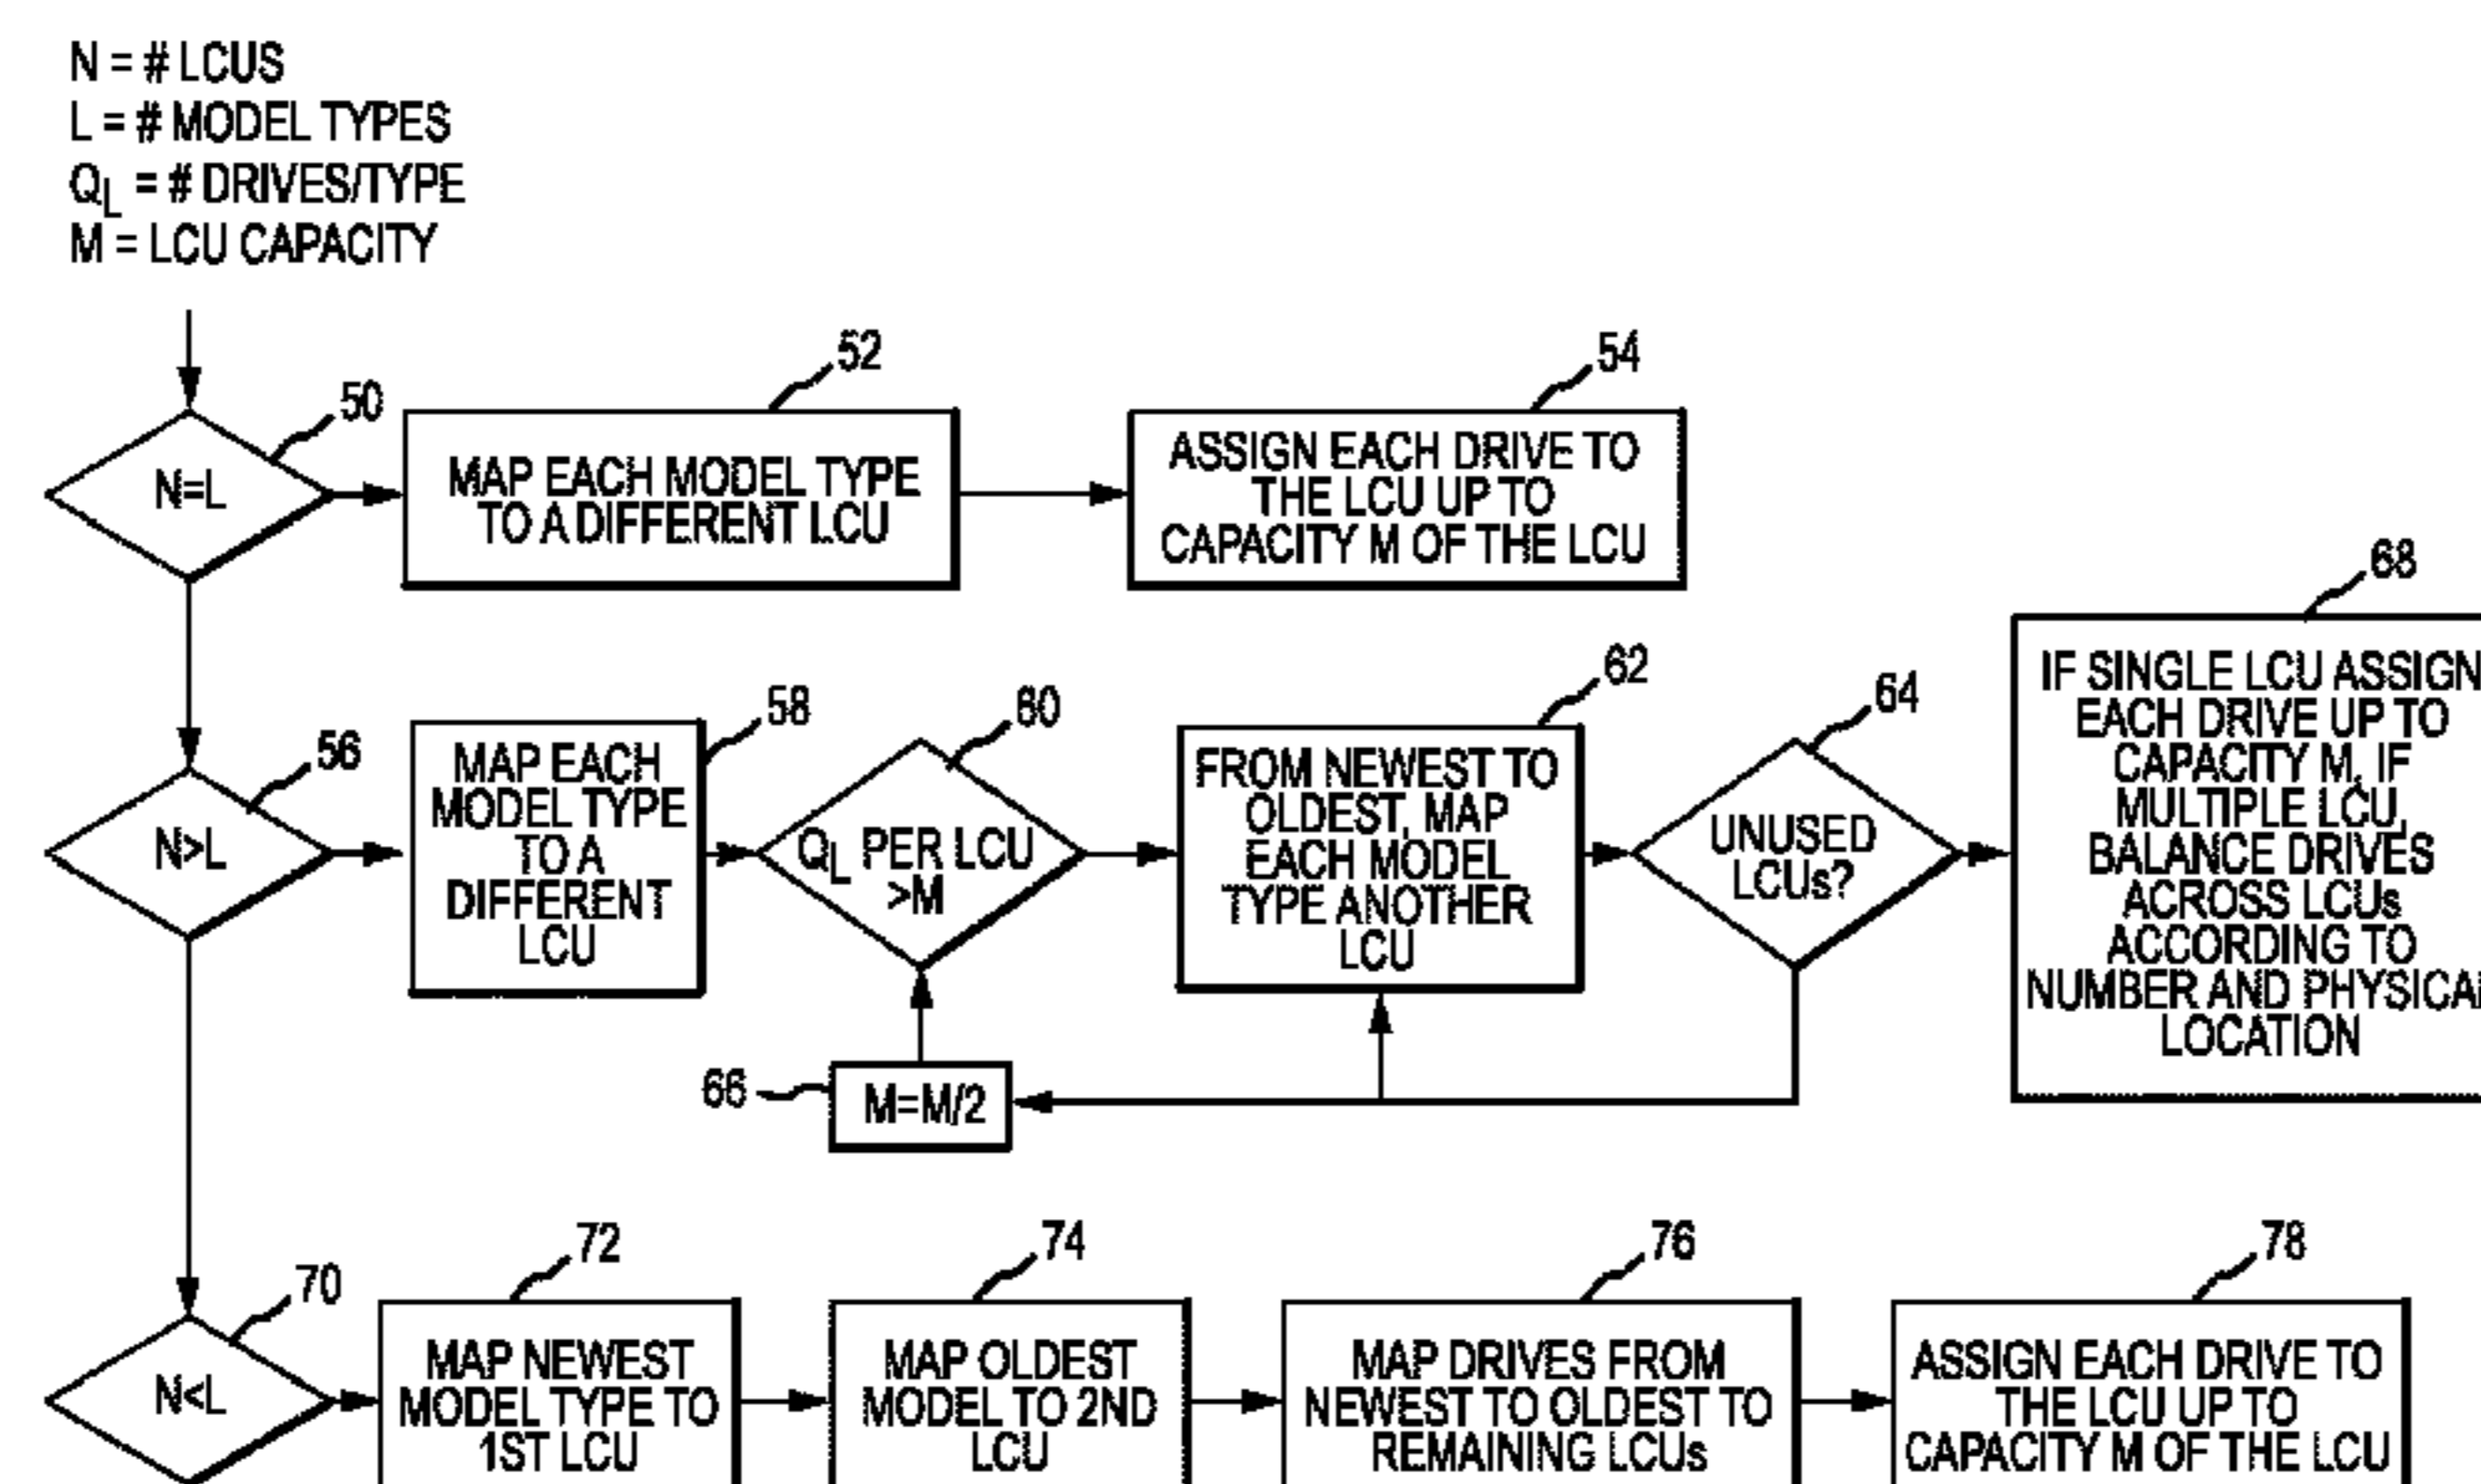 N = # LCUS
L = # MODEL TYPES
QL = # DRIVES/TYPE
M = LCU CAPACITY
50
N=L
52
MAP EACH MODEL TYPE
TO A DIFFERENT LCU
54
ASSIGN EACH DRIVE TO
THE LCU UP TO
CAPACITY M OF THE LCU
56
N>L
58
MAP EACH
MODEL TYPE
TO A
DIFFERENT
LCU
60
QL PER LCU
>M
62
FROM NEWEST TO
OLDEST, MAP
EACH MODEL
TYPE ANOTHER
LCU
64
UNUSED
LCUs?
66
M=M/2
68
IF SINGLE LCU ASSIGN
EACH DRIVE UP TO
CAPACITY M, IF
MULTIPLE LCU,
BALANCE DRIVES
ACROSS LCUs
ACCORDING TO
NUMBER AND PHYSICAL
LOCATION
70
N<L
72
MAP NEWEST
MODEL TYPE TO
1ST LCU
74
MAP OLDEST
MODEL TO 2ND
LCU
76
MAP DRIVES FROM
NEWEST TO OLDEST TO
REMAINING LCUs
78
ASSIGN EACH DRIVE TO
THE LCU UP TO
CAPACITY M OF THE LCU